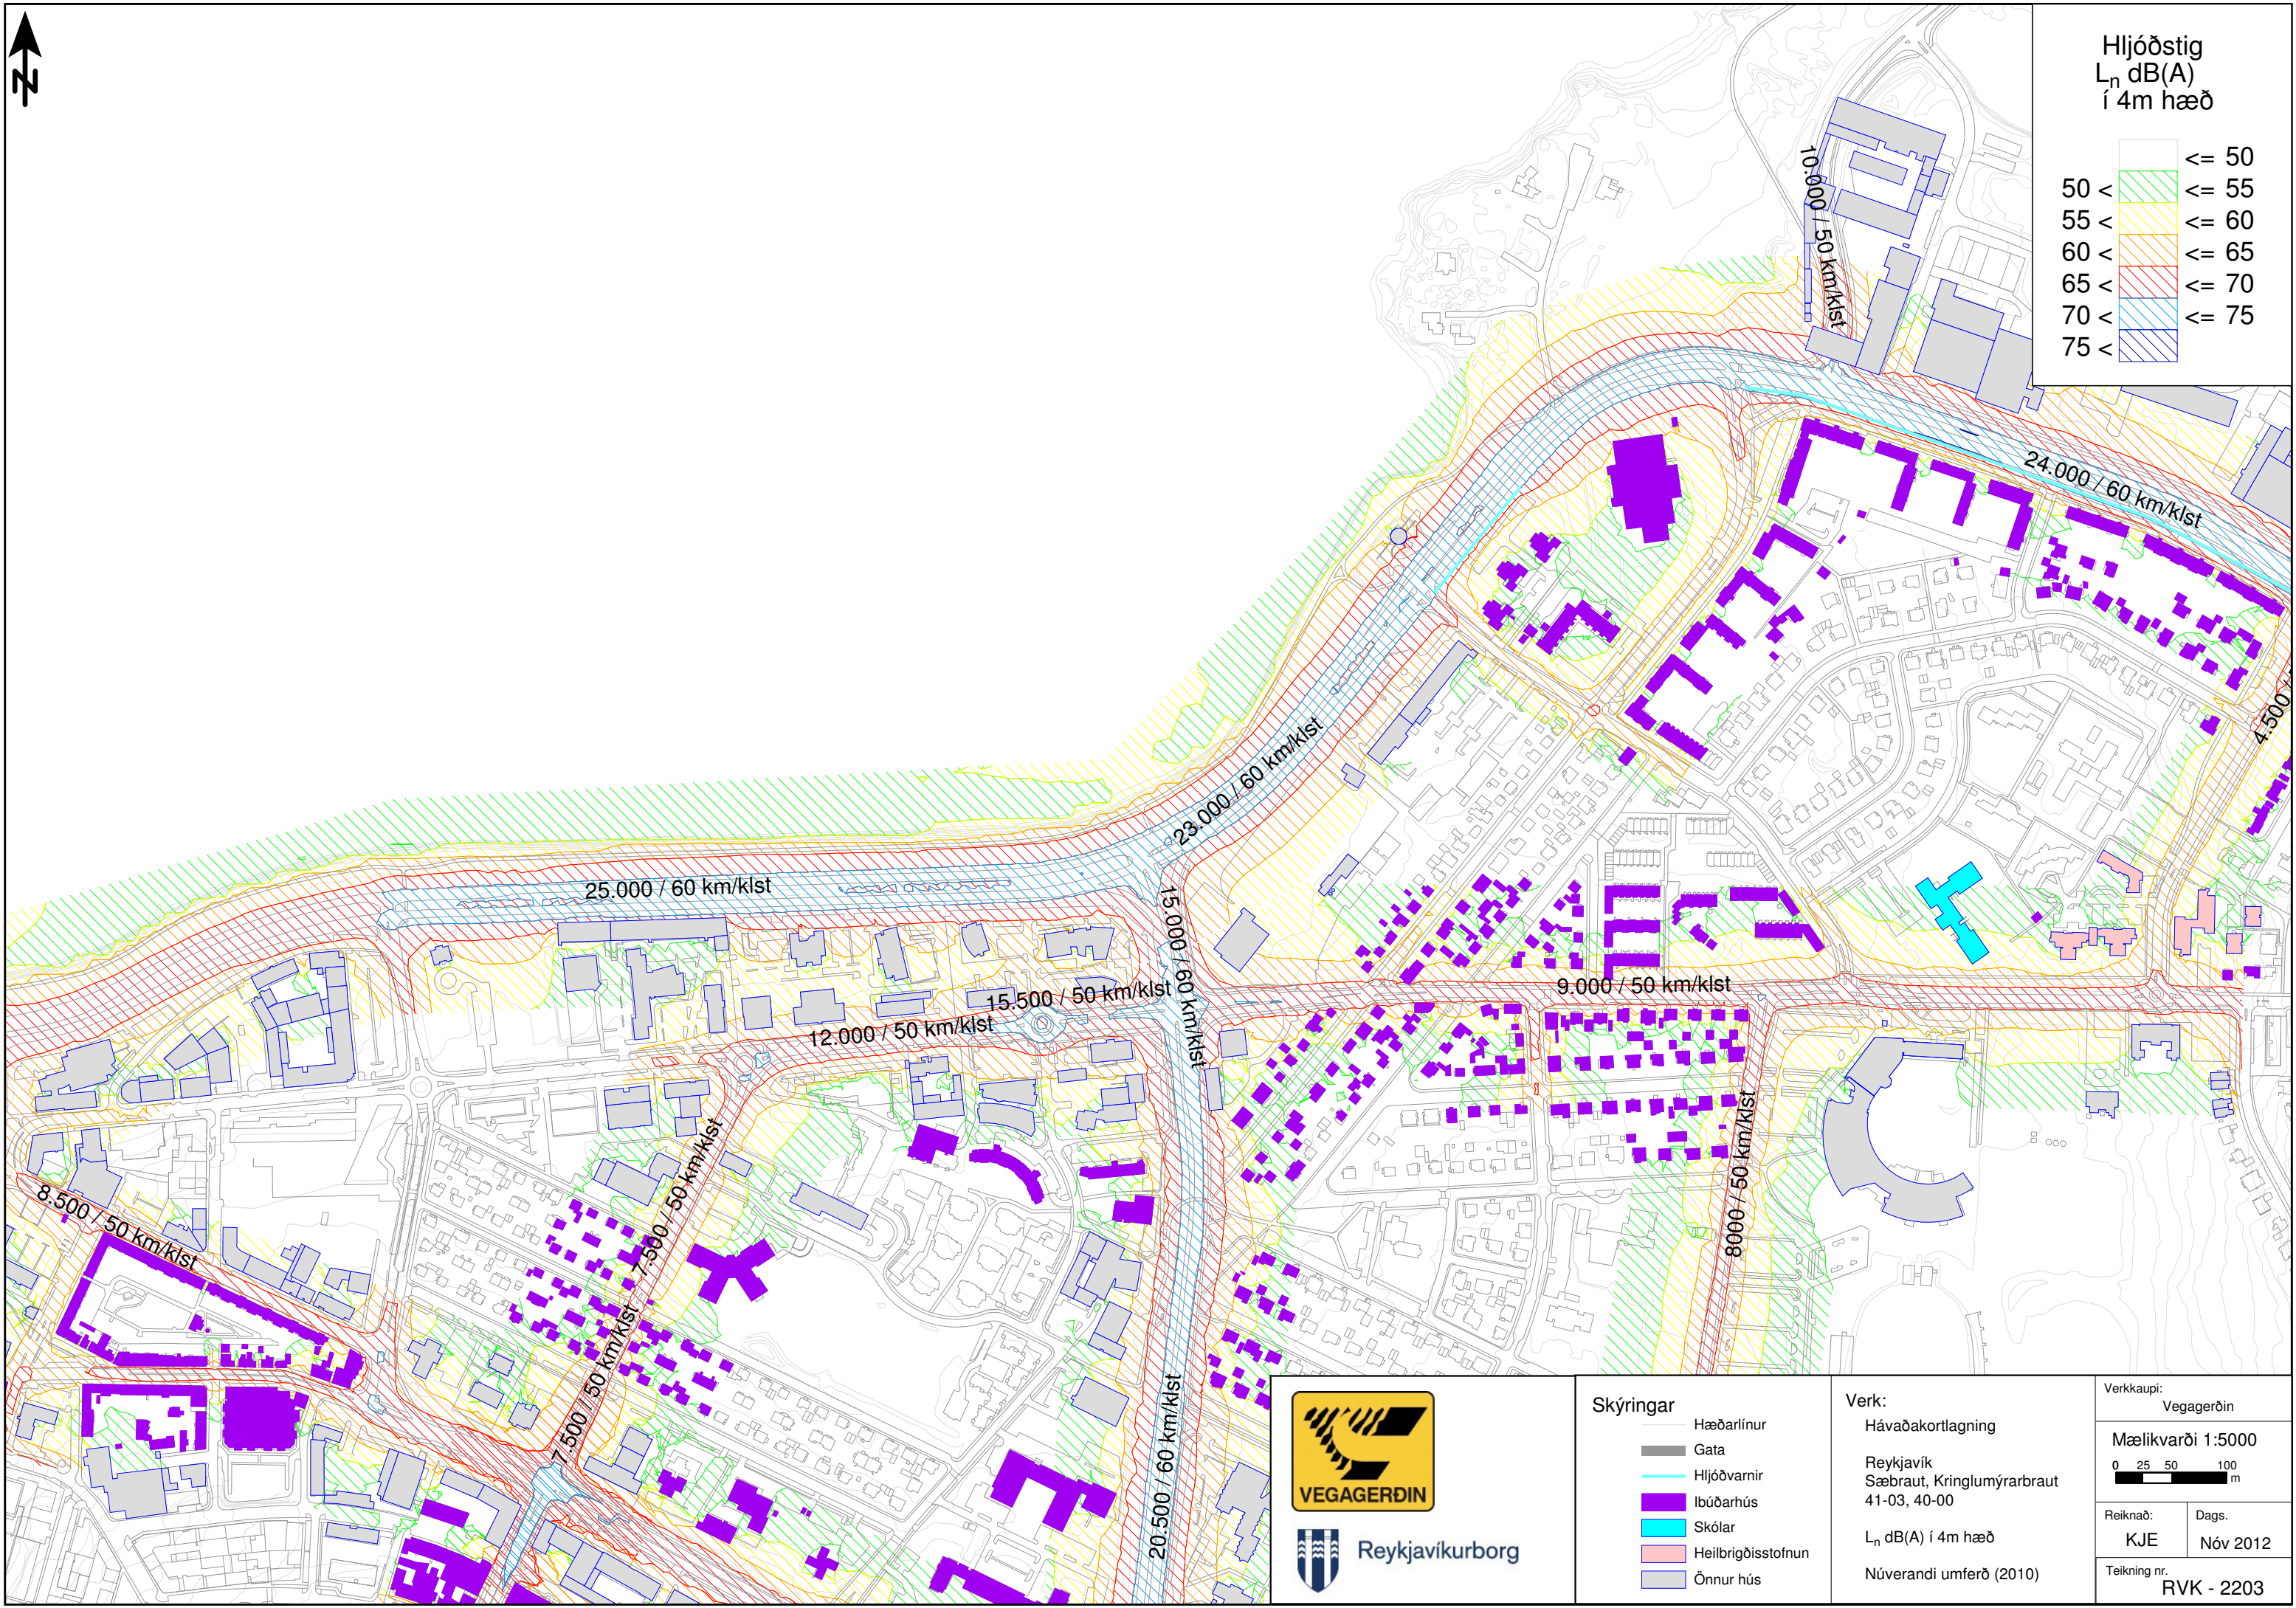 N
Hljóðstig
Ln dB(A)
í 4m hæð
<= 50
50 < <= 55
55 < <= 60
60 < <= 65
65 < <= 70
70 < <= 75
75 <
10.000 / 50 km/klst
24.000 / 60 km/klst
4.500 /
23.000 / 60 km/klst
25.000 / 60 km/klst
15.000 / 60 km/klst
15.500 / 50 km/klst
12.000 / 50 km/klst
9.000 / 50 km/klst
8.500 / 50 km/klst
7.500 / 50 km/klst
8000 / 50 km/klst
7.500 / 50 km/klst
20.500 / 60 km/klst
VEGAGERÐIN
Reykjavíkurborg
Skýringar
Hæðarlínur
Gata
Hljóðvarnir
Ibúðarhús
Skólar
Heilbrigðisstofnun
Önnur hús
Verk:
Hávaðakortlagning
Reykjavík
Sæbraut, Kringlumýrarbraut
41-03, 40-00
Ln dB(A) í 4m hæð
Núverandi umferð (2010)
Verkkaupi:
Vegagerðin
Mælikvarði 1:5000
0 25 50 100
m
Reiknað:
KJE
Dags.
Nóv 2012
Teikning nr.
RVK - 2203